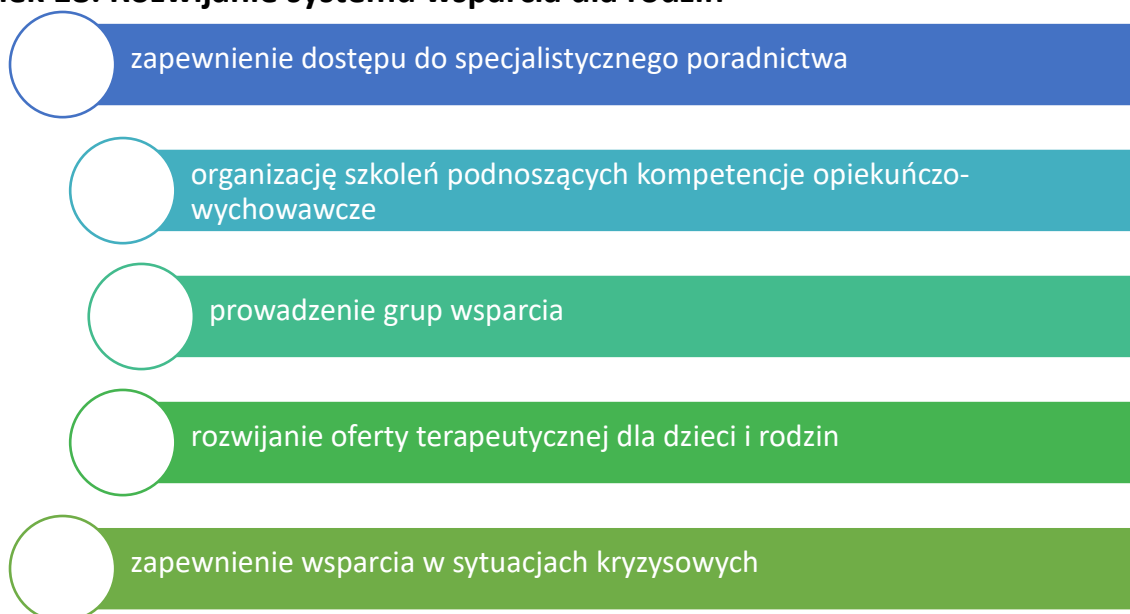 zapewnienie dostępu do specjalistycznego poradnictwa
organizację szkoleń podnoszących kompetencje opiekuńczo-
wychowawcze
prowadzenie grup wsparcia
rozwijanie oferty terapeutycznej dla dzieci i rodzin
zapewnienie wsparcia w sytuacjach kryzysowych